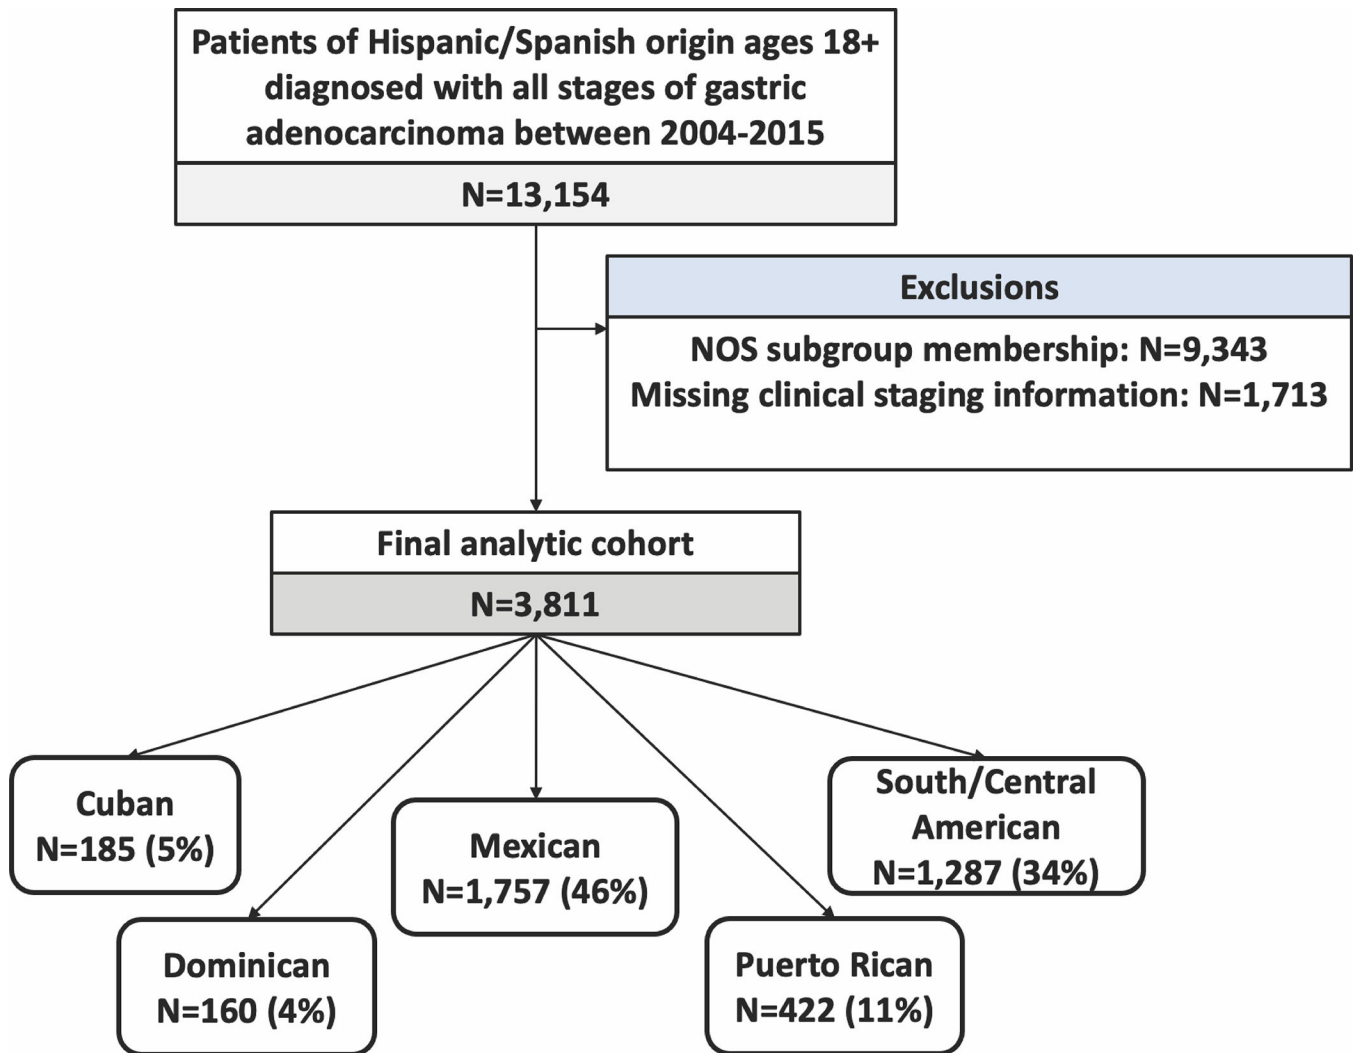 Patients of Hispanic/Spanish origin ages 18+
diagnosed with all stages of gastric
adenocarcinoma between 2004-2015
N=13,154
Exclusions
NOS subgroup membership: N=9,343
Missing clinical staging information: N=1,713
Final analytic cohort
N=3,811
Cuban
N=185 (5%)
Dominican
N=160 (4%)
Mexican
N=1,757 (46%)
Puerto Rican
N=422 (11%)
South/Central
American
N=1,287 (34%)